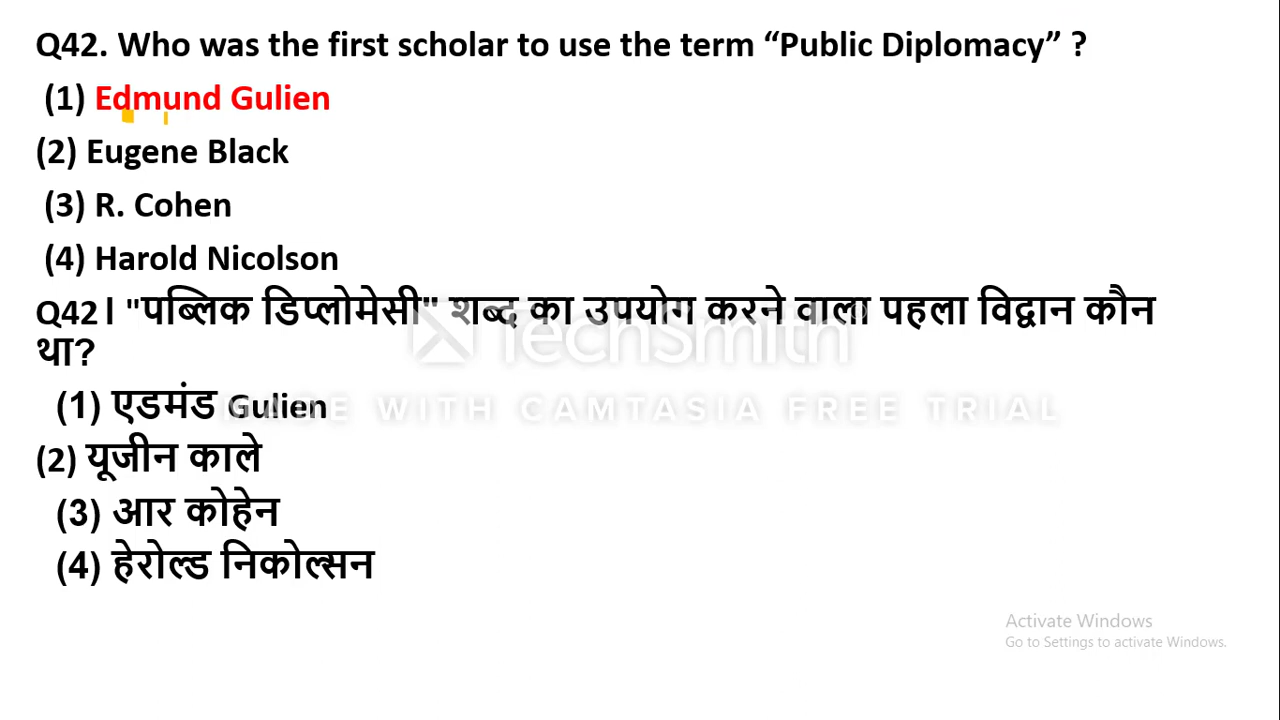 Q42. Who was the first scholar to use the term “Public Diplomacy” ?
(1) Edmund Gulien
(2) Eugene Black
(3) R. Cohen
(4) Harold Nicolson
Q42। "पब्लिक डिप्लोमेसी" शब्द का उपयोग करने वाला पहला विद्वान कौन
था?
TechSmith
(1) एडमंड Gulien
MADE WITH CAMTASIA FREE TRIAL
(2) यूजीन काले
(3) आर कोहेन
(4) हेरोल्ड निकोल्सन
Activate Windows
Go to Settings to activate Windows.